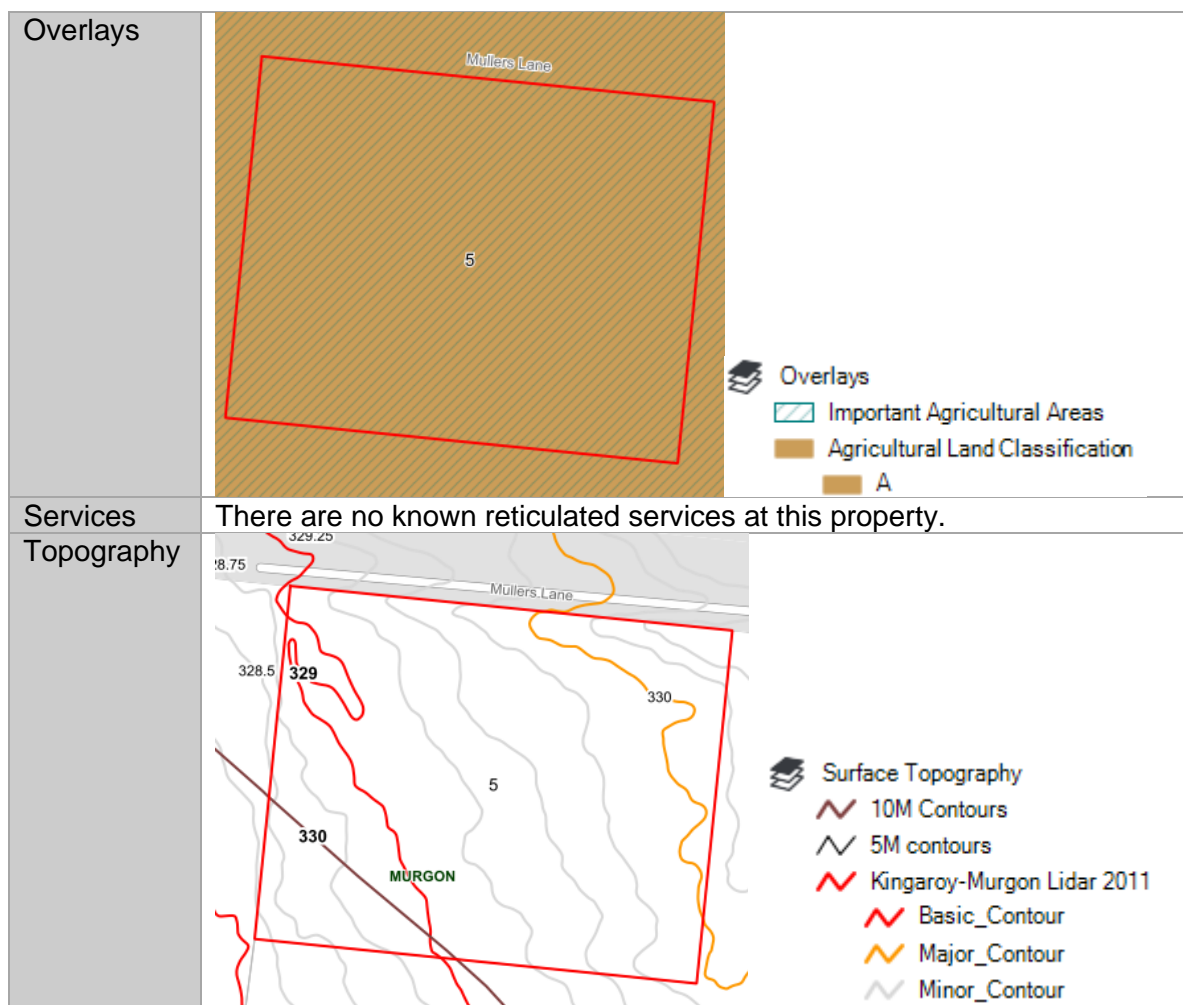 Overlays
Mullers Lane
5
Overlays
Important Agricultural Areas
Agricultural Land Classification
A
Services
There are no known reticulated services at this property.
Topography
329.25
28.75
Mullers Lane
328.5
329
330
5
330
MURGON
Surface Topography
10M Contours
5M contours
Kingaroy-Murgon Lidar 2011
Basic_Contour
Major_Contour
Minor_Contour